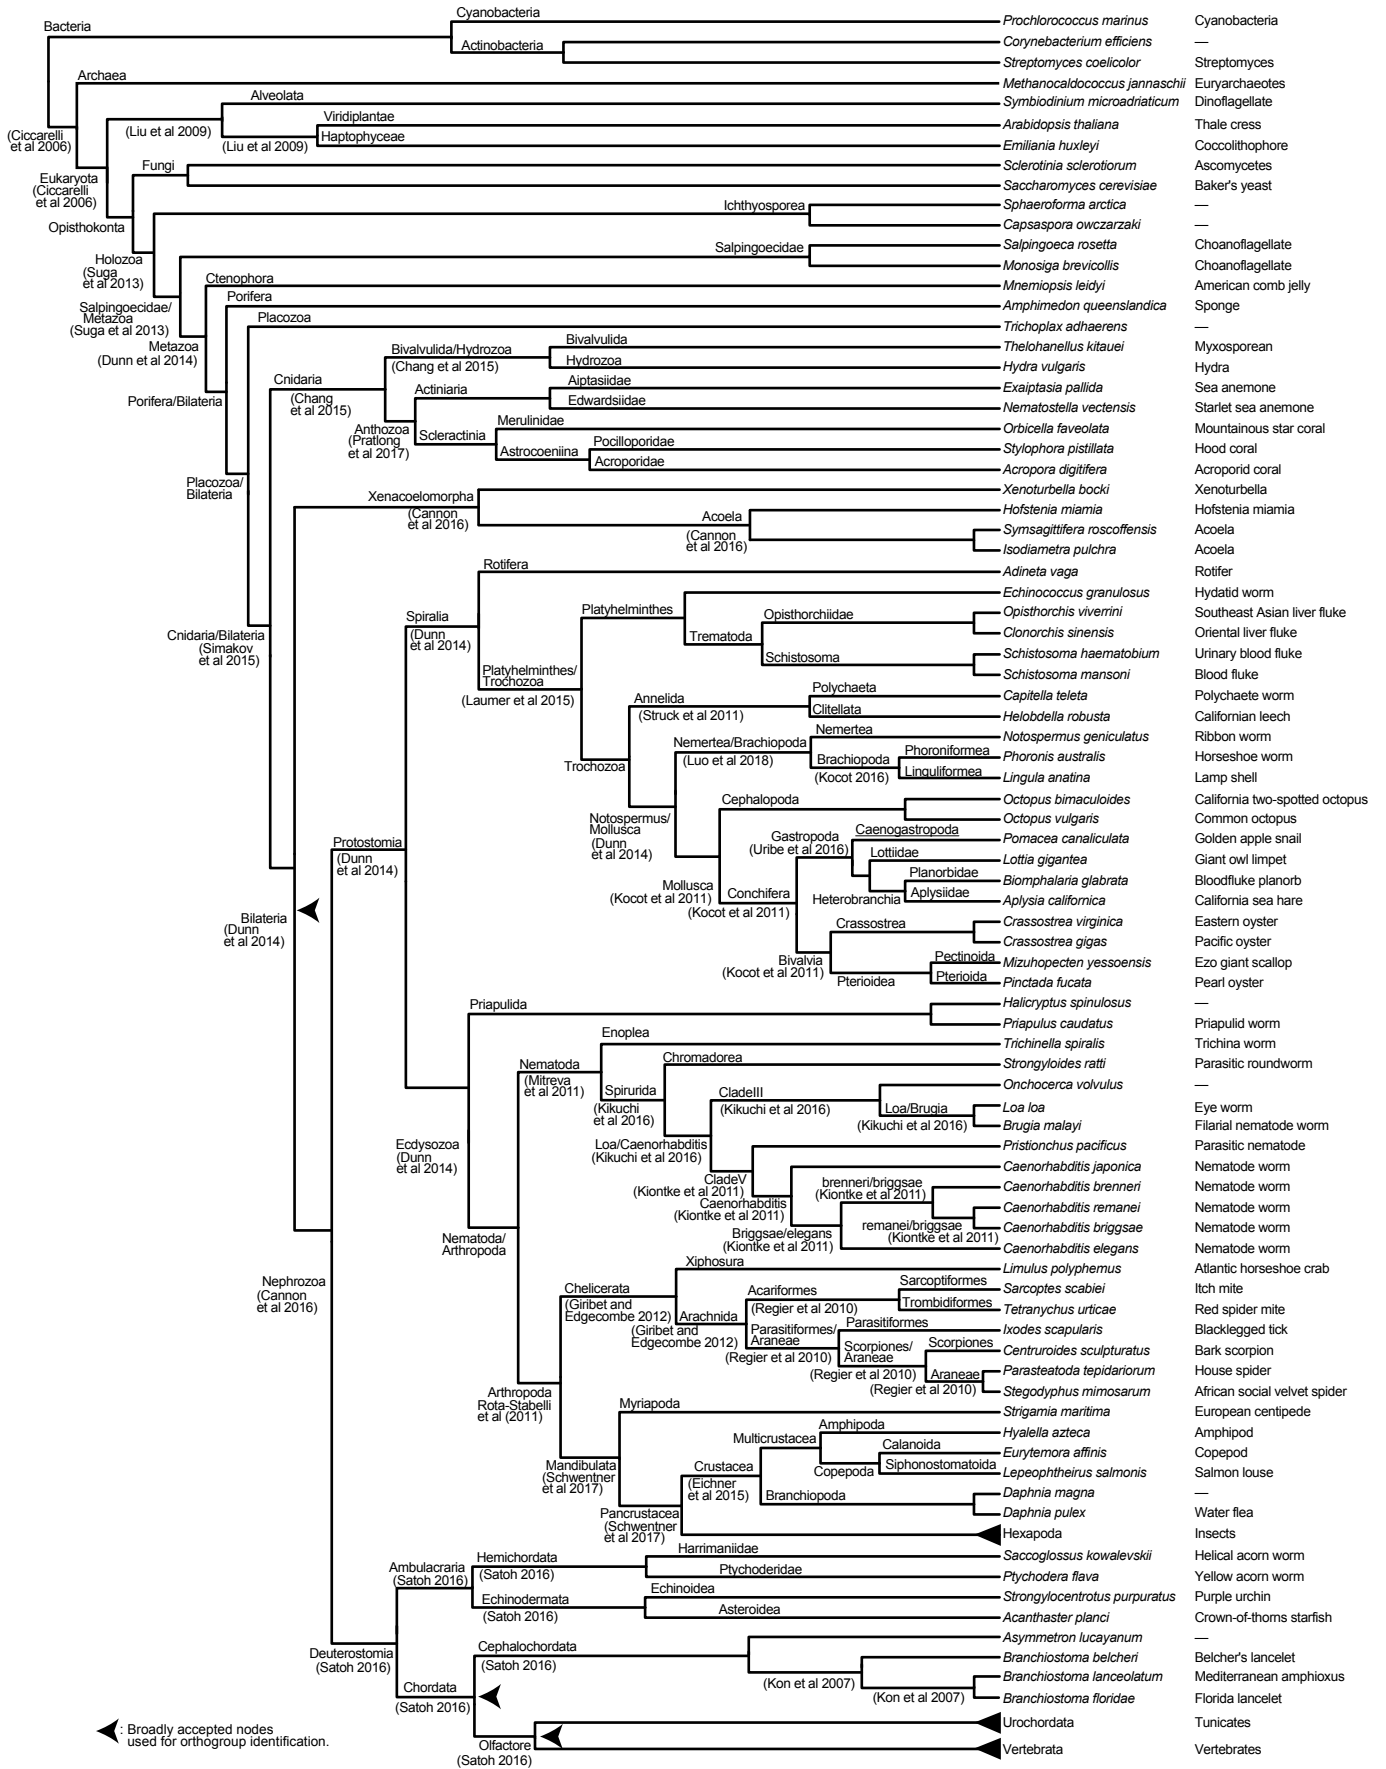 Bacteria
Cyanobacteria
Prochlorococcus marinus Cyanobacteria
Actinobacteria
Corynebacterium efficiens —
Streptomyces coelicolor Streptomyces
Archaea
Methanocaldococcus jannaschii Euryarchaeotes
(Ciccarelli
et al 2006)
Alveolata
Symbiodinium microadriaticum Dinoflagellate
(Liu et al 2009)
Viridiplantae
Arabidopsis thaliana Thale cress
(Liu et al 2009)
Haptophyceae
Emiliania huxleyi Coccolithophore
Eukaryota
(Ciccarelli
et al 2006)
Fungi
Sclerotinia sclerotiorum Ascomycetes
Saccharomyces cerevisiae Baker's yeast
Opisthokonta
Ichthyosporea
Sphaeroforma arctica —
Capsaspora owczarzaki —
Holozoa
(Suga
et al 2013)
Salpingoecidae
Salpingoeca rosetta Choanoflagellate
Monosiga brevicollis Choanoflagellate
Salpingoecidae/
Metazoa
(Suga et al 2013)
Ctenophora
Mnemiopsis leidyi American comb jelly
Metazoa
(Dunn et al 2014)
Porifera
Amphimedon queenslandica Sponge
Porifera/Bilateria
Placozoa
Trichoplax adhaerens —
Placozoa/
Bilateria
Cnidaria
(Chang
et al 2015)
Bivalvulida/Hydrozoa
(Chang et al 2015)
Bivalvulida
Thelohanellus kitauei Myxosporean
Hydrozoa
Hydra vulgaris Hydra
Anthozoa
(Pratlong
et al 2017)
Actiniaria
Aiptasiidae
Exaiptasia pallida Sea anemone
Edwardsiidae
Nematostella vectensis Starlet sea anemone
Scleractinia
Merulinidae
Orbicella faveolata Mountainous star coral
Astrocoeniina
Pocilloporidae
Stylophora pistillata Hood coral
Acroporidae
Acropora digitifera Acroporid coral
Cnidaria/Bilateria
(Simakov
et al 2015)
Xenacoelomorpha
(Cannon
et al 2016)
Xenoturbella bocki Xenoturbella
Acoela
(Cannon
et al 2016)
Hofstenia miamia Hofstenia miamia
Symsagittifera roscoffensis Acoela
Isodiametra pulchra Acoela
Bilateria
(Dunn
et al 2014)
Protostomia
(Dunn
et al 2014)
Spiralia
(Dunn
et al 2014)
Rotifera
Adineta vaga Rotifer
Platyhelminthes/
Trochozoa
(Laumer et al 2015)
Platyhelminthes
Echinococcus granulosus Hydatid worm
Trematoda
Opisthorchiidae
Opisthorchis viverrini Southeast Asian liver fluke
Clonorchis sinensis Oriental liver fluke
Schistosoma
Schistosoma haematobium Urinary blood fluke
Schistosoma mansoni Blood fluke
Trochozoa
Annelida
(Struck et al 2011)
Polychaeta
Capitella teleta Polychaete worm
Clitellata
Helobdella robusta Californian leech
Notospermus/
Mollusca
(Dunn
et al 2014)
Nemertea/Brachiopoda
(Luo et al 2018)
Nemertea
Notospermus geniculatus Ribbon worm
Brachiopoda
(Kocot 2016)
Phoroniformea
Phoronis australis Horseshoe worm
Linguliformea
Lingula anatina Lamp shell
Mollusca
(Kocot et al 2011)
Cephalopoda
Octopus bimaculoides California two-spotted octopus
Octopus vulgaris Common octopus
Conchifera
(Kocot et al 2011)
Gastropoda
(Uribe et al 2016)
Caenogastropoda
Pomacea canaliculata Golden apple snail
Lottiidae
Lottia gigantea Giant owl limpet
Heterobranchia
Planorbidae
Biomphalaria glabrata Bloodfluke planorb
Aplysiidae
Aplysia californica California sea hare
Bivalvia
(Kocot et al 2011)
Crassostrea
Crassostrea virginica Eastern oyster
Crassostrea gigas Pacific oyster
Pterioidea
Pectinoida
Mizuhopecten yessoensis Ezo giant scallop
Pterioida
Pinctada fucata Pearl oyster
Ecdysozoa
(Dunn
et al 2014)
Priapulida
Halicryptus spinulosus —
Priapulus caudatus Priapulid worm
Nematoda/
Arthropoda
Nematoda
(Mitreva
et al 2011)
Enoplea
Trichinella spiralis Trichina worm
Spirurida
(Kikuchi
et al 2016)
Chromadorea
Strongyloides ratti Parasitic roundworm
Loa/Caenorhabditis
(Kikuchi et al 2016)
CladeIII
(Kikuchi et al 2016)
Onchocerca volvulus —
Loa/Brugia
(Kikuchi et al 2016)
Loa loa Eye worm
Brugia malayi Filarial nematode worm
CladeV
(Kiontke et al 2011)
Pristionchus pacificus Parasitic nematode
Caenorhabditis
(Kiontke et al 2011)
Caenorhabditis japonica Nematode worm
Briggsae/elegans
(Kiontke et al 2011)
brenneri/briggsae
(Kiontke et al 2011)
Caenorhabditis brenneri Nematode worm
remanei/briggsae
(Kiontke et al 2011)
Caenorhabditis remanei Nematode worm
Caenorhabditis briggsae Nematode worm
Caenorhabditis elegans Nematode worm
Nephrozoa
(Cannon
et al 2016)
Arthropoda
Rota-Stabelli
et al (2011)
Chelicerata
(Giribet and
Edgecombe 2012)
Xiphosura
Limulus polyphemus Atlantic horseshoe crab
Arachnida
(Giribet and
Edgecombe 2012)
Acariformes
(Regier et al 2010)
Sarcoptiformes
Sarcoptes scabiei Itch mite
Trombidiformes
Tetranychus urticae Red spider mite
Parasitiformes/
Araneae
(Regier et al 2010)
Parasitiformes
Ixodes scapularis Blacklegged tick
Scorpiones/
Araneae
(Regier et al 2010)
Scorpiones
Centruroides sculpturatus Bark scorpion
Araneae
(Regier et al 2010)
Parasteatoda tepidariorum House spider
Stegodyphus mimosarum African social velvet spider
Mandibulata
(Schwentner
et al 2017)
Myriapoda
Strigamia maritima European centipede
Pancrustacea
(Schwentner
et al 2017)
Crustacea
(Eichner
et al 2015)
Multicrustacea
Amphipoda
Hyalella azteca Amphipod
Copepoda
Calanoida
Eurytemora affinis Copepod
Siphonostomatoida
Lepeophtheirus salmonis Salmon louse
Branchiopoda
Daphnia magna —
Daphnia pulex Water flea
Hexapoda Insects
Deuterostomia
(Satoh 2016)
Ambulacraria
(Satoh 2016)
Hemichordata
(Satoh 2016)
Harrimaniidae
Saccoglossus kowalevskii Helical acorn worm
Ptychoderidae
Ptychodera flava Yellow acorn worm
Echinodermata
(Satoh 2016)
Echinoidea
Strongylocentrotus purpuratus Purple urchin
Asteroidea
Acanthaster planci Crown-of-thorns starfish
Chordata
(Satoh 2016)
Cephalochordata
(Satoh 2016)
Asymmetron lucayanum —
(Kon et al 2007)
Branchiostoma belcheri Belcher's lancelet
(Kon et al 2007)
Branchiostoma lanceolatum Mediterranean amphioxus
Branchiostoma floridae Florida lancelet
Olfactore
(Satoh 2016)
Urochordata Tunicates
Vertebrata Vertebrates
: Broadly accepted nodes
used for orthogroup identification.